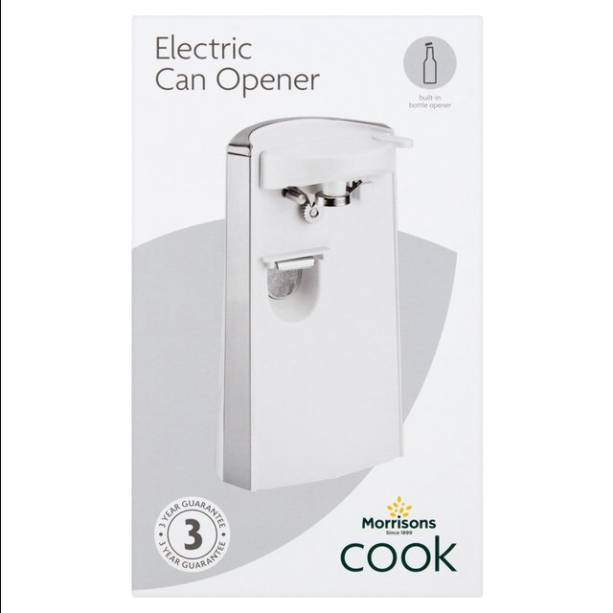 Electric
Can Opener
built-in
bottle opener
3 YEAR GUARANTEE
3
3 YEAR GUARANTEE
Morrisons
Since 1899
cook